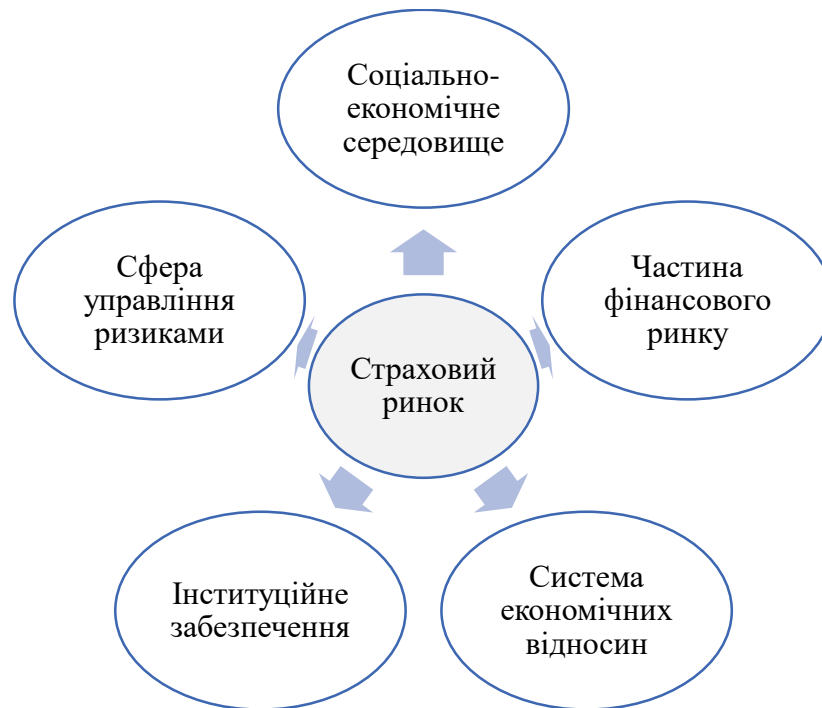 Соціально-
економічне
середовище
Сфера
управління
ризиками
Частина
фінансового
ринку
Страховий
ринок
Інституційне
забезпечення
Система
економічних
відносин